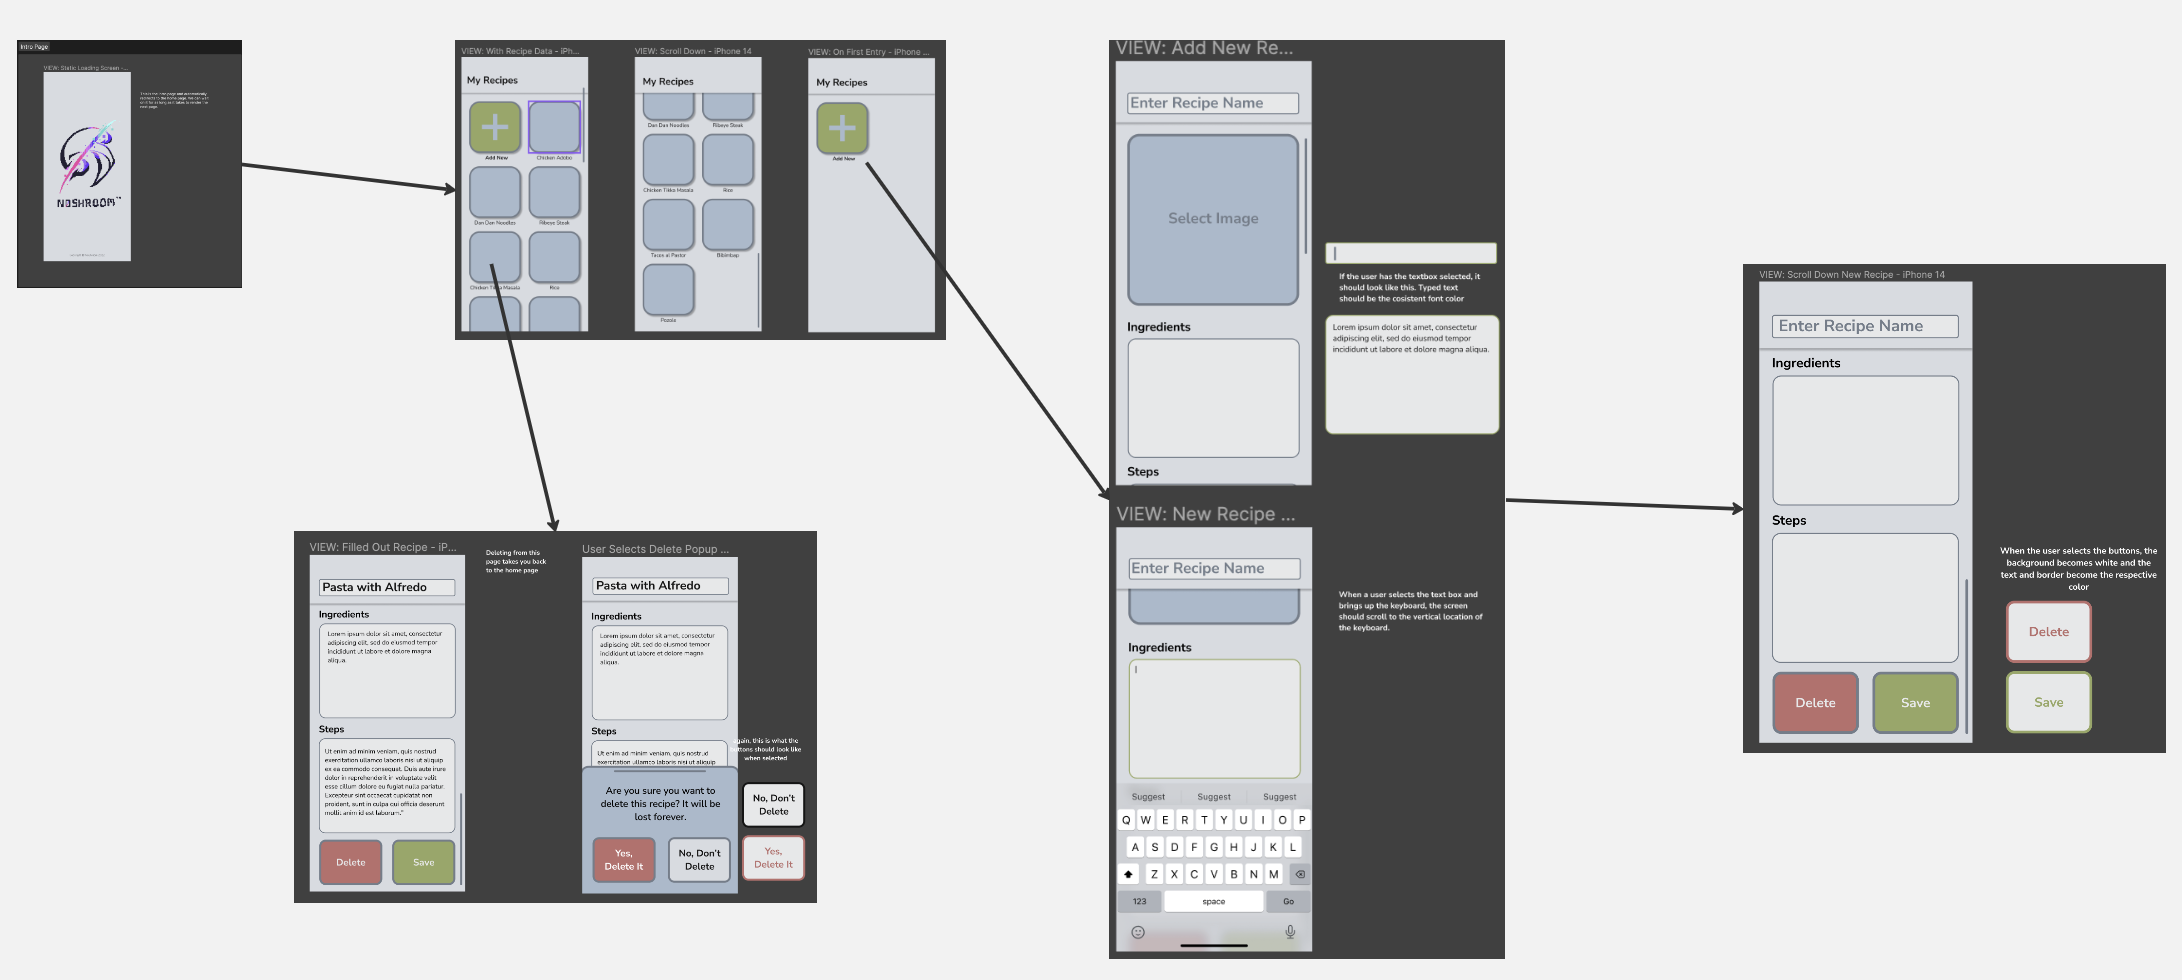 Intro Page
VIEW: Static Loading Screen -...
NOSHROOM™
VIEW: With Recipe Data - iPh...
My Recipes
Add New
Chicken Adobo
Dan Dan Noodles
Ribeye Steak
Chicken Tikka Masala
Rice
VIEW: Scroll Down - iPhone 14
My Recipes
Dan Dan Noodles
Ribeye Steak
Chicken Tikka Masala
Rice
Tacos al Pastor
Bibimbap
Pozole
VIEW: On First Entry - iPhone ...
My Recipes
Add New
VIEW: Filled Out Recipe - iP...
Pasta with Alfredo
Ingredients
Lorem ipsum dolor sit amet, consectetur
adipiscing elit, sed do eiusmod tempor
incididunt ut labore et dolore magna
aliqua.
Steps
Ut enim ad minim veniam, quis nostrud
exercitation ullamco laboris nisi ut aliquip
ex ea commodo consequat. Duis aute irure
dolor in reprehenderit in voluptate velit
esse cillum dolore eu fugiat nulla pariatur.
Excepteur sint occaecat cupidatat non
proident, sunt in culpa qui officia deserunt
mollit anim id est laborum."
Delete
Save
Deleting from this
page takes you back
to the home page
User Selects Delete Popup ...
Pasta with Alfredo
Ingredients
Lorem ipsum dolor sit amet, consectetur
adipiscing elit, sed do eiusmod tempor
incididunt ut labore et dolore magna
aliqua.
Steps
Ut enim ad minim veniam, quis nostrud
exercitation ullamco laboris nisi ut aliquip
Are you sure you want to
delete this recipe? It will be
lost forever.
Yes,
Delete It
No, Don't
Delete
again, this is what the
buttons should look like
when selected
No, Don't
Delete
Yes,
Delete It
VIEW: Add New Re...
Enter Recipe Name
Select Image
Ingredients
Steps
If the user has the textbox selected, it
should look like this. Typed text
should be the cosistent font color
Lorem ipsum dolor sit amet, consectetur
adipiscing elit, sed do eiusmod tempor
incididunt ut labore et dolore magna aliqua.
VIEW: New Recipe ...
Enter Recipe Name
Ingredients
When a user selects the text box and
brings up the keyboard, the screen
should scroll to the vertical location of
the keyboard.
Suggest Suggest Suggest
Q W E R T Y U I O P
A S D F G H J K L
Z X C V B N M
123 space Go
VIEW: Scroll Down New Recipe - iPhone 14
Enter Recipe Name
Ingredients
Steps
Delete
Save
When the user selects the buttons, the
background becomes white and the
text and border become the respective
color
Delete
Save